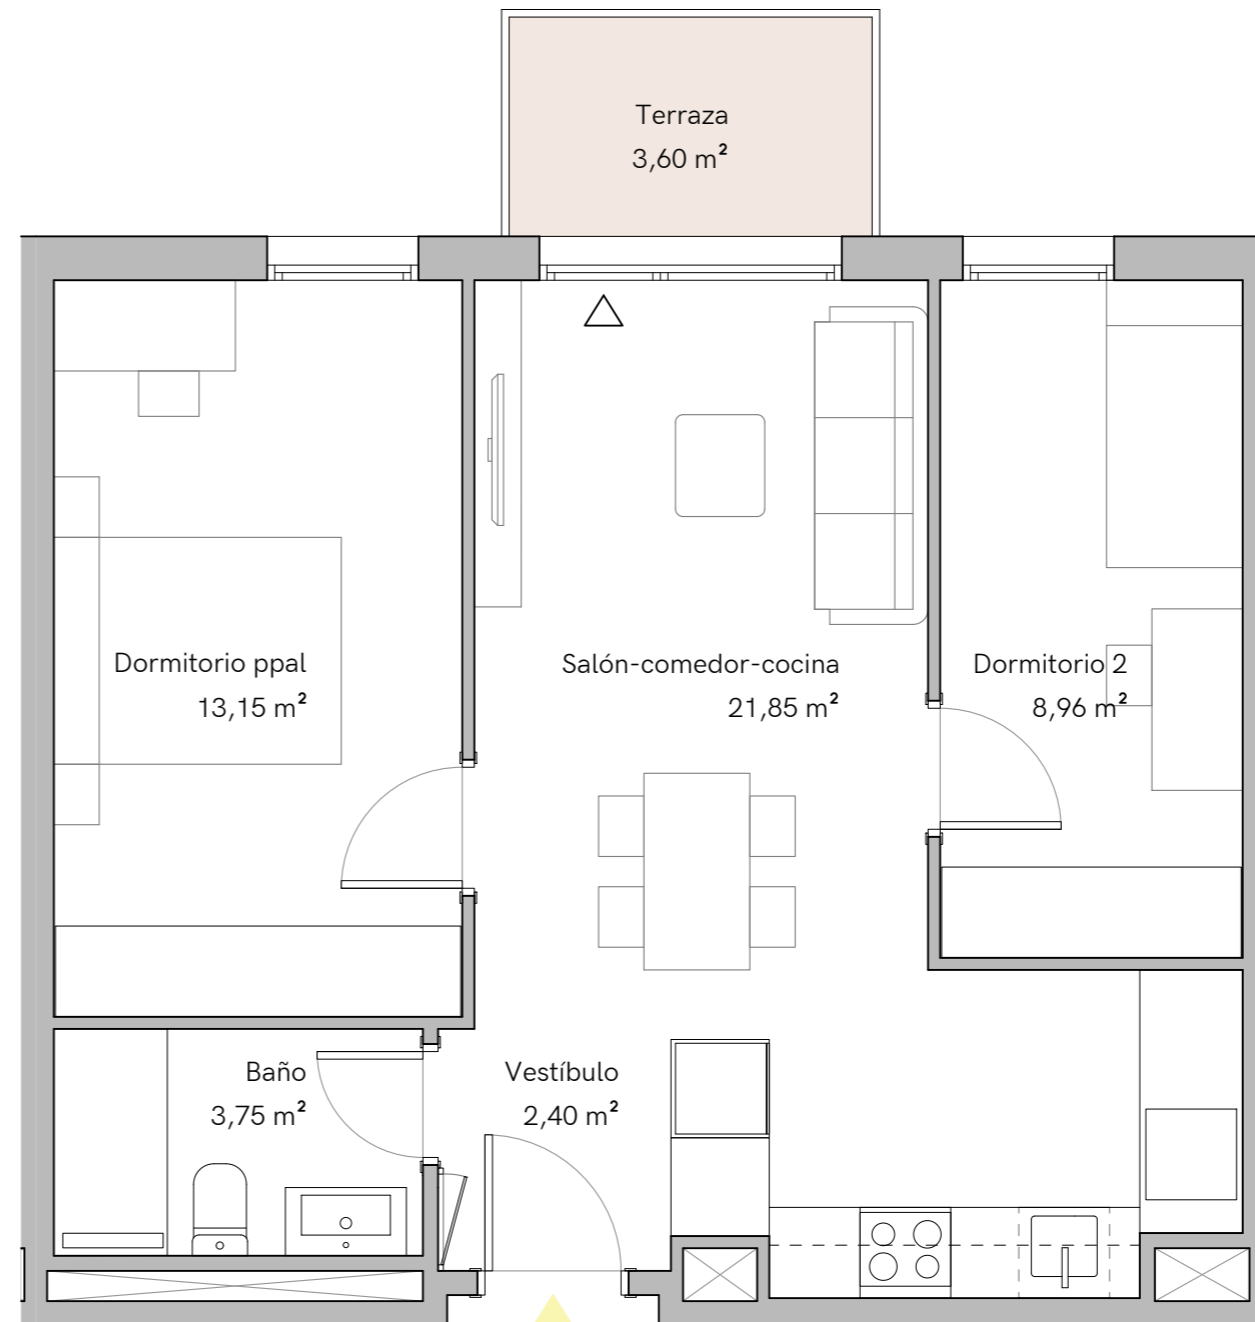 Terraza
3,60 m²
Dormitorio ppal
13,15 m²
Salón-comedor-cocina
21,85 m²
Dormitorio 2
8,96 m²
Baño
3,75 m²
Vestíbulo
2,40 m²